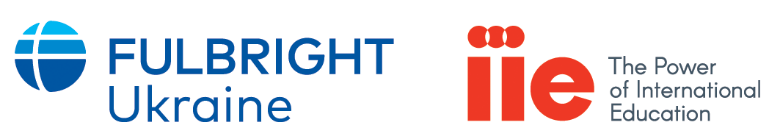 FULBRIGHT
Ukraine
iie
The Power
of International
Education